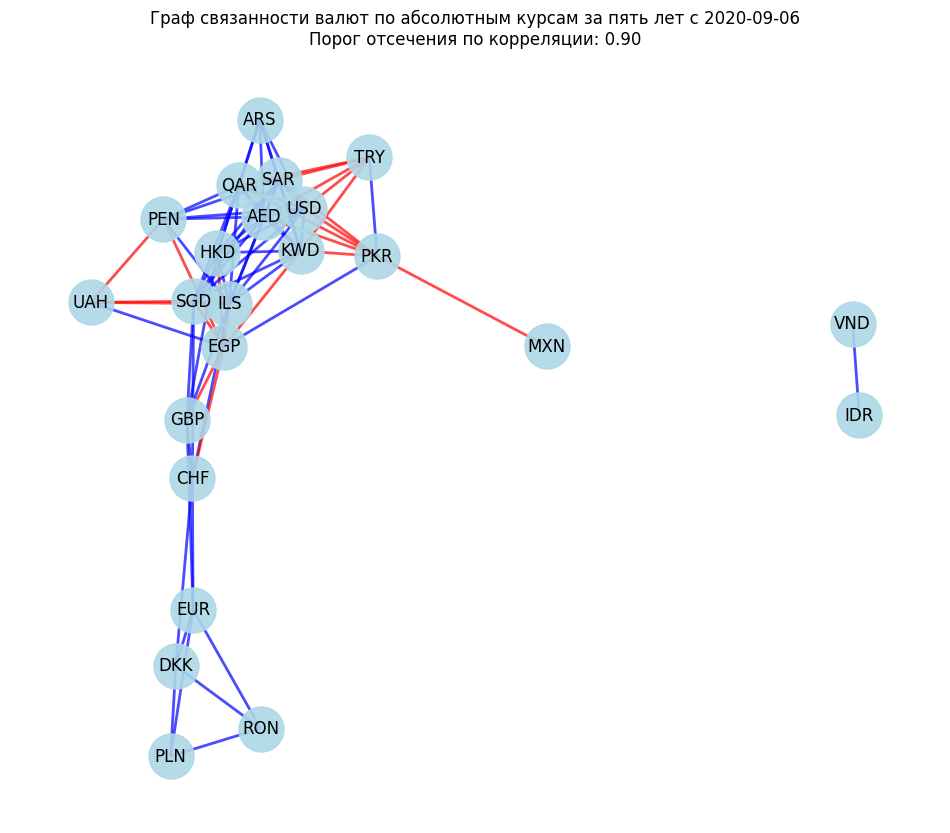 Граф связанности валют по абсолютным курсам за пять лет с 2020-09-06
Порог отсечения по корреляции: 0.90
ARS
TRY
SAR
QAR
USD
AED
PEN
KWD
HKD
PKR
SGD
ILS
UAH
VND
EGP
MXN
IDR
GBP
CHF
EUR
DKK
RON
PLN